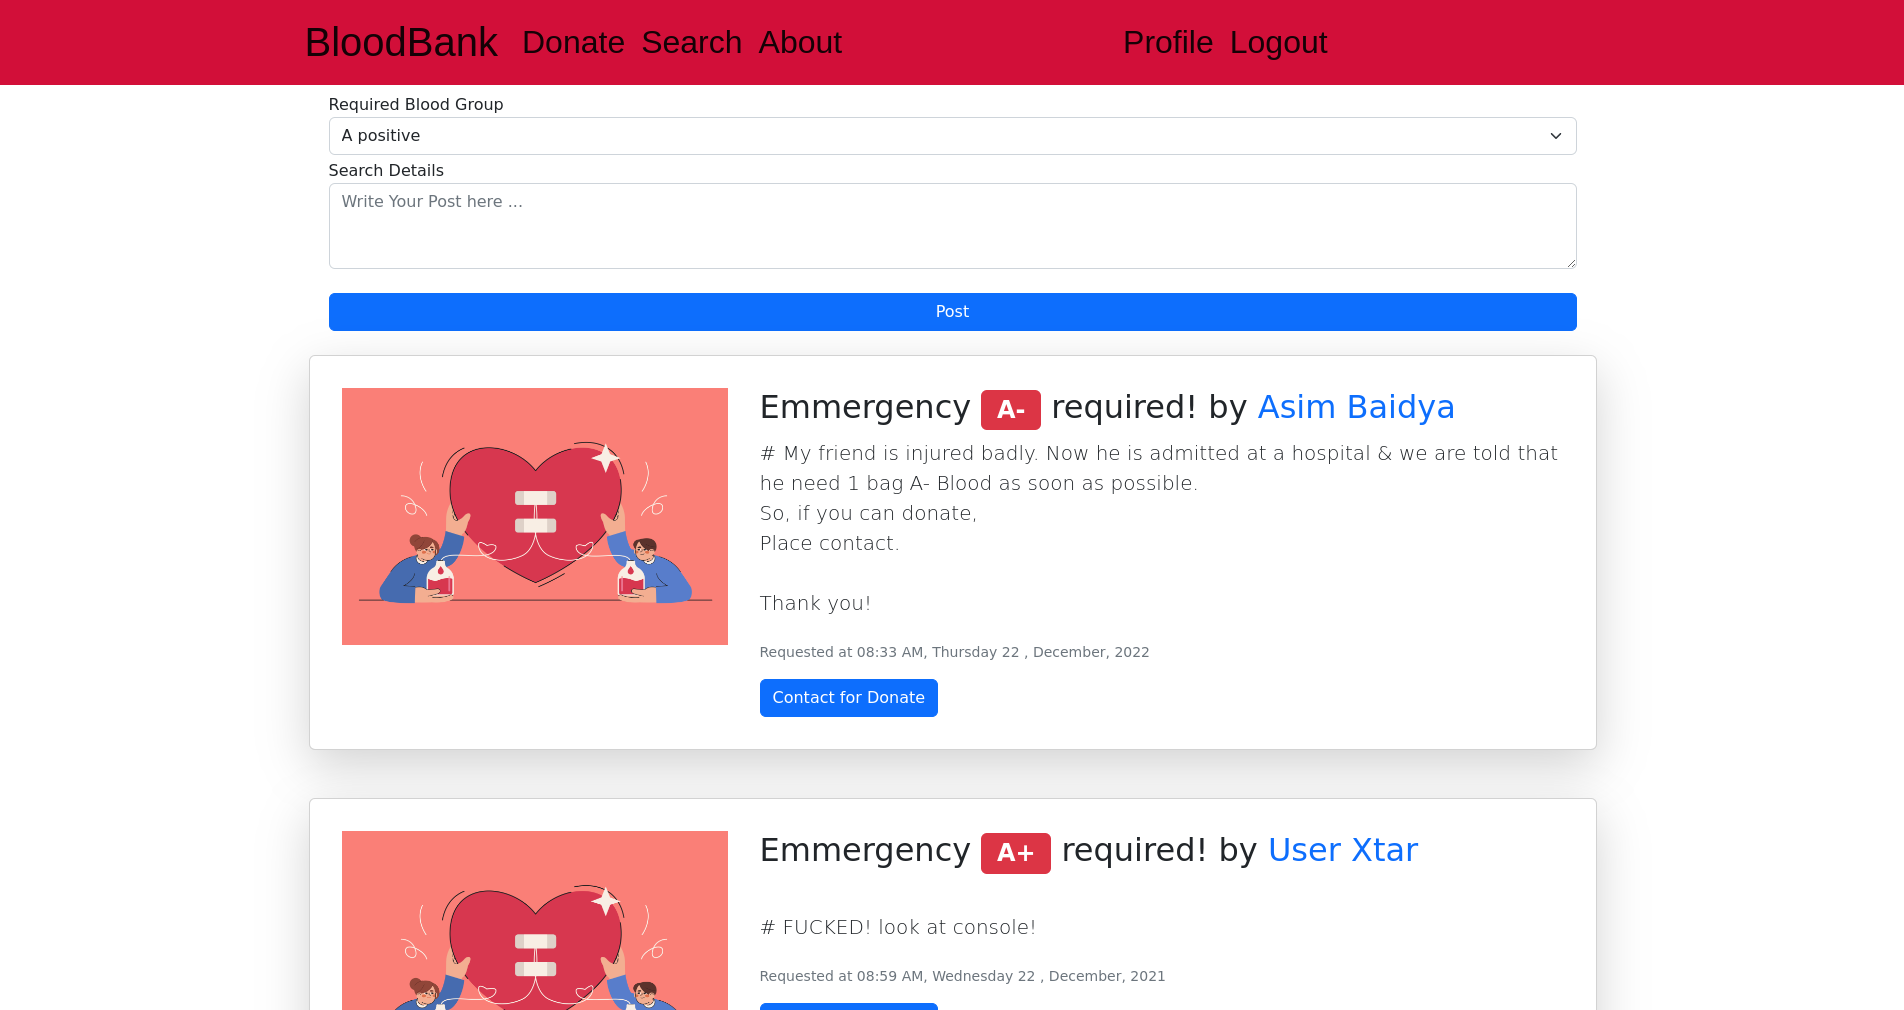 BloodBank Donate Search About Profile Logout
Required Blood Group
A positive
Search Details
Write Your Post here ...
Post
Emmergency A- required! by Asim Baidya
# My friend is injured badly. Now he is admitted at a hospital & we are told that
he need 1 bag A- Blood as soon as possible.
So, if you can donate,
Place contact.
Thank you!
Requested at 08:33 AM, Thursday 22 , December, 2022
Contact for Donate
Emmergency A+ required! by User Xtar
# FUCKED! look at console!
Requested at 08:59 AM, Wednesday 22 , December, 2021